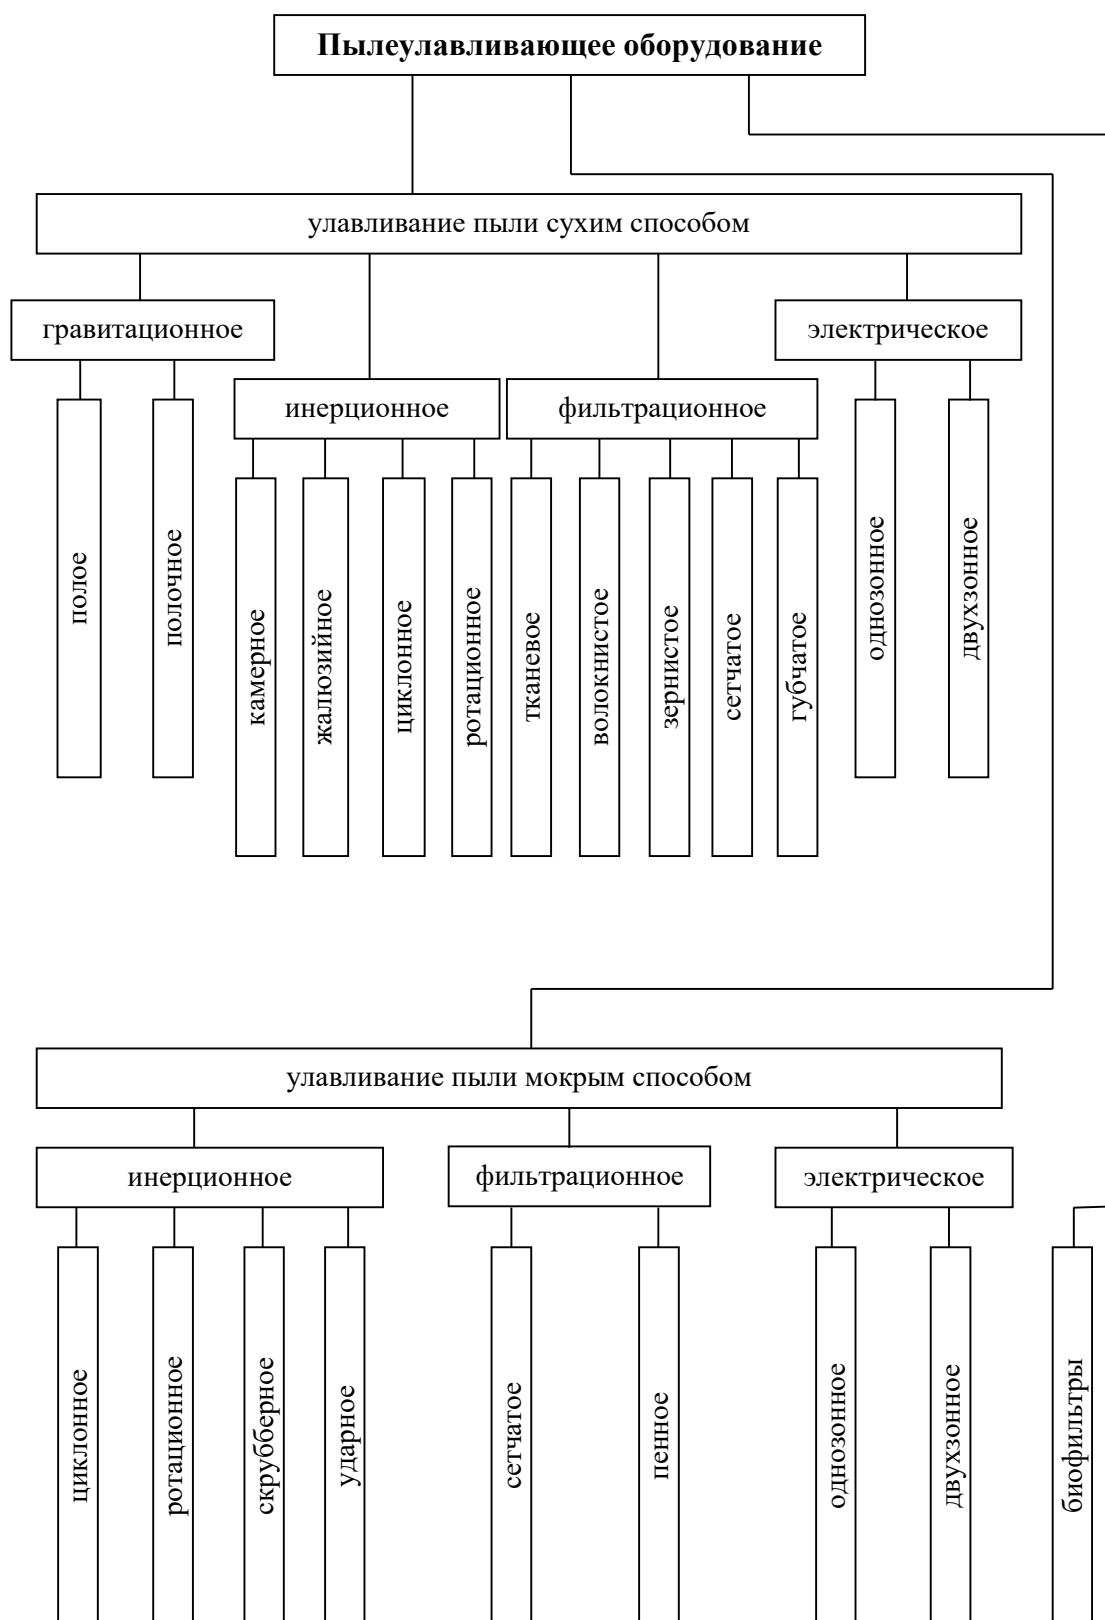 Пылеулавливающее оборудование
улавливание пыли сухим способом
гравитационное
электрическое
инерционное
фильтрационное
полое
полочное
камерное
жалюзийное
циклонное
ротационное
тканевое
волокнистое
зернистое
сетчатое
губчатое
однозонное
двухзонное
улавливание пыли мокрым способом
инерционное
фильтрационное
электрическое
циклонное
ротационное
скрубберное
ударное
сетчатое
пенное
однозонное
двухзонное
биофильтры